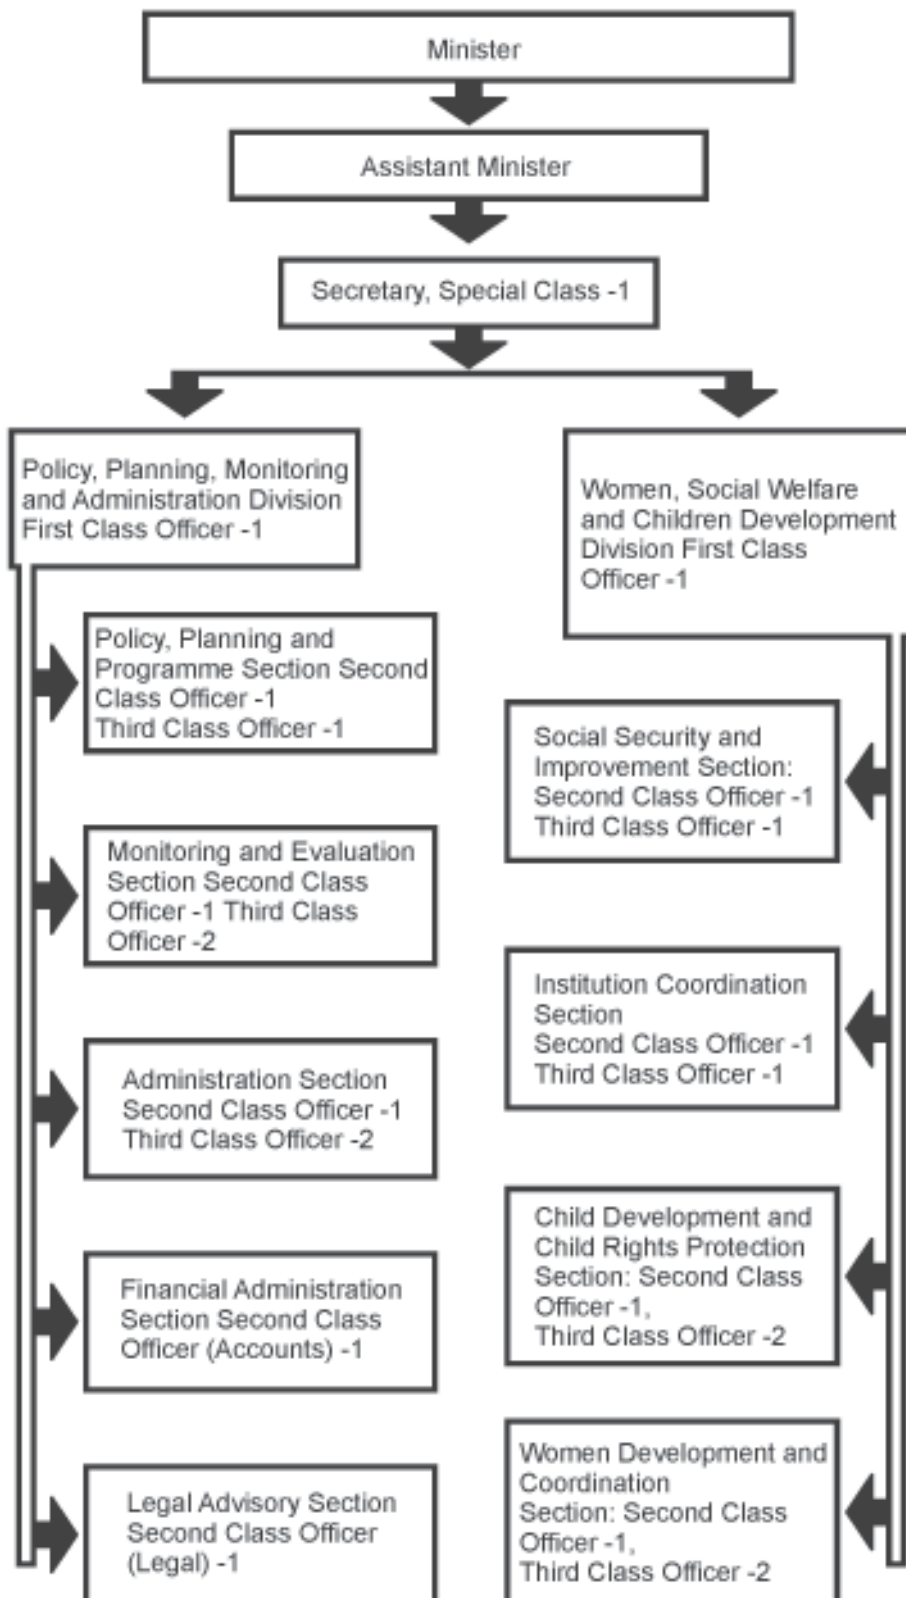 Minister
Assistant Minister
Secretary, Special Class -1
Policy, Planning, Monitoring
and Administration Division
First Class Officer -1
Policy, Planning and
Programme Section Second
Class Officer -1
Third Class Officer -1
Monitoring and Evaluation
Section Second Class
Officer -1 Third Class
Officer -2
Administration Section
Second Class Officer -1
Third Class Officer -2
Financial Administration
Section Second Class
Officer (Accounts) -1
Legal Advisory Section
Second Class Officer
(Legal) -1
Women, Social Welfare
and Children Development
Division First Class
Officer -1
Social Security and
Improvement Section:
Second Class Officer -1
Third Class Officer -1
Institution Coordination
Section
Second Class Officer -1
Third Class Officer -1
Child Development and
Child Rights Protection
Section: Second Class
Officer -1,
Third Class Officer -2
Women Development and
Coordination
Section: Second Class
Officer -1,
Third Class Officer -2